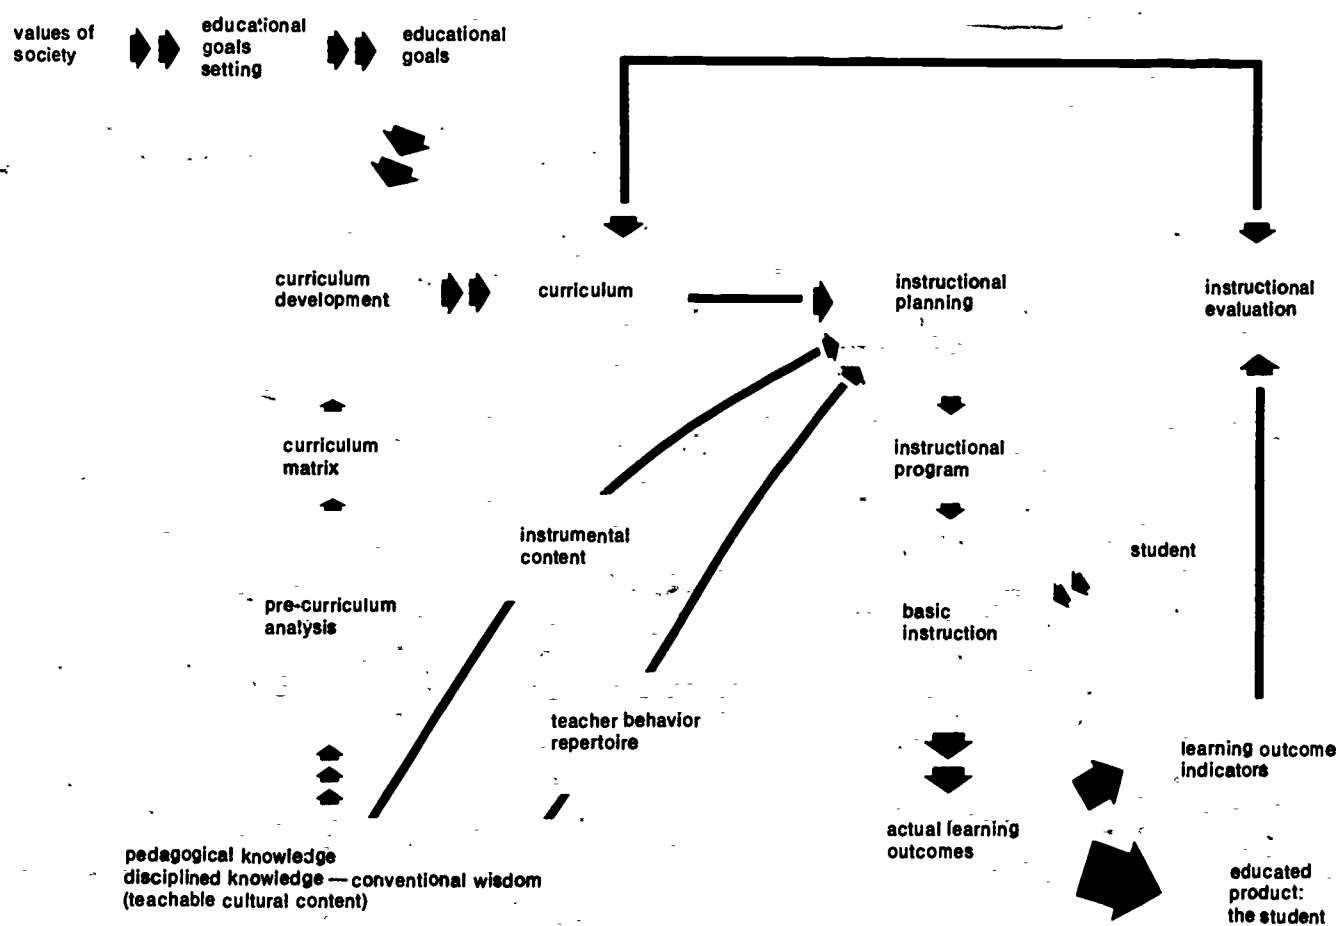 values of
society
educational
goals
setting
educational
goals
curriculum
development
curriculum
instructional
planning
instructional
evaluation
curriculum
matrix
instructional
program
instrumental
content
student
pre-curriculum
analysis
basic
instruction
teacher behavior
repertoire
learning outcome
indicators
actual learning
outcomes
pedagogical knowledge
disciplined knowledge — conventional wisdom
(teachable cultural content)
educated
product:
the student